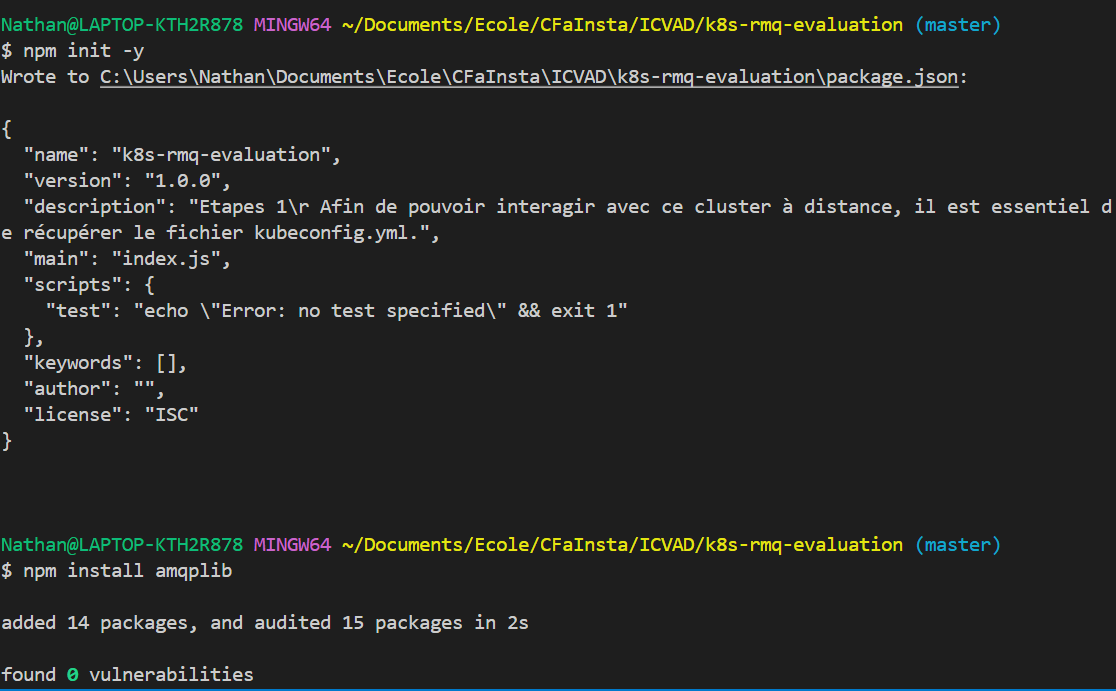 Nathan@LAPTOP-KTH2R878 MINGW64 ~/Documents/Ecole/CFaInsta/ICVAD/k8s-rmq-evaluation (master)
$ npm init -y
Wrote to C:\Users\Nathan\Documents\Ecole\CFaInsta\ICVAD\k8s-rmq-evaluation\package.json:
{
  "name": "k8s-rmq-evaluation",
  "version": "1.0.0",
  "description": "Etapes 1\r Afin de pouvoir interagir avec ce cluster à distance, il est essentiel d
e récupérer le fichier kubeconfig.yml.",
  "main": "index.js",
  "scripts": {
    "test": "echo \"Error: no test specified\" && exit 1"
  },
  "keywords": [],
  "author": "",
  "license": "ISC"
}
Nathan@LAPTOP-KTH2R878 MINGW64 ~/Documents/Ecole/CFaInsta/ICVAD/k8s-rmq-evaluation (master)
$ npm install amqplib
added 14 packages, and audited 15 packages in 2s
found 0 vulnerabilities